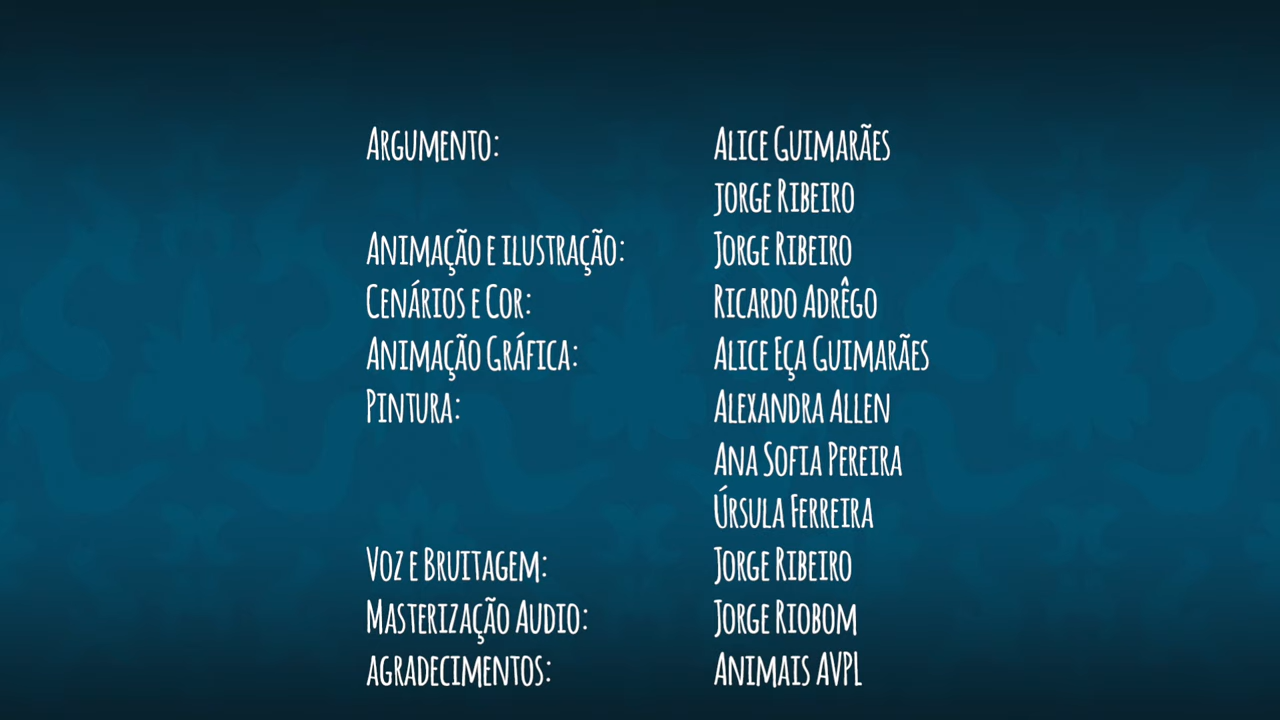 Argumento: Alice Guimarães
jorge Ribeiro
Animação e ilustração: Jorge Ribeiro
Cenários e Cor: Ricardo Adrêgo
Animação Gráfica: Alice Eça Guimarães
Pintura: Alexandra Allen
Ana Sofia Pereira
Úrsula Ferreira
Voz e Bruitagem: Jorge Ribeiro
Masterização Audio: Jorge Riobom
agradecimentos: Animais AVPL